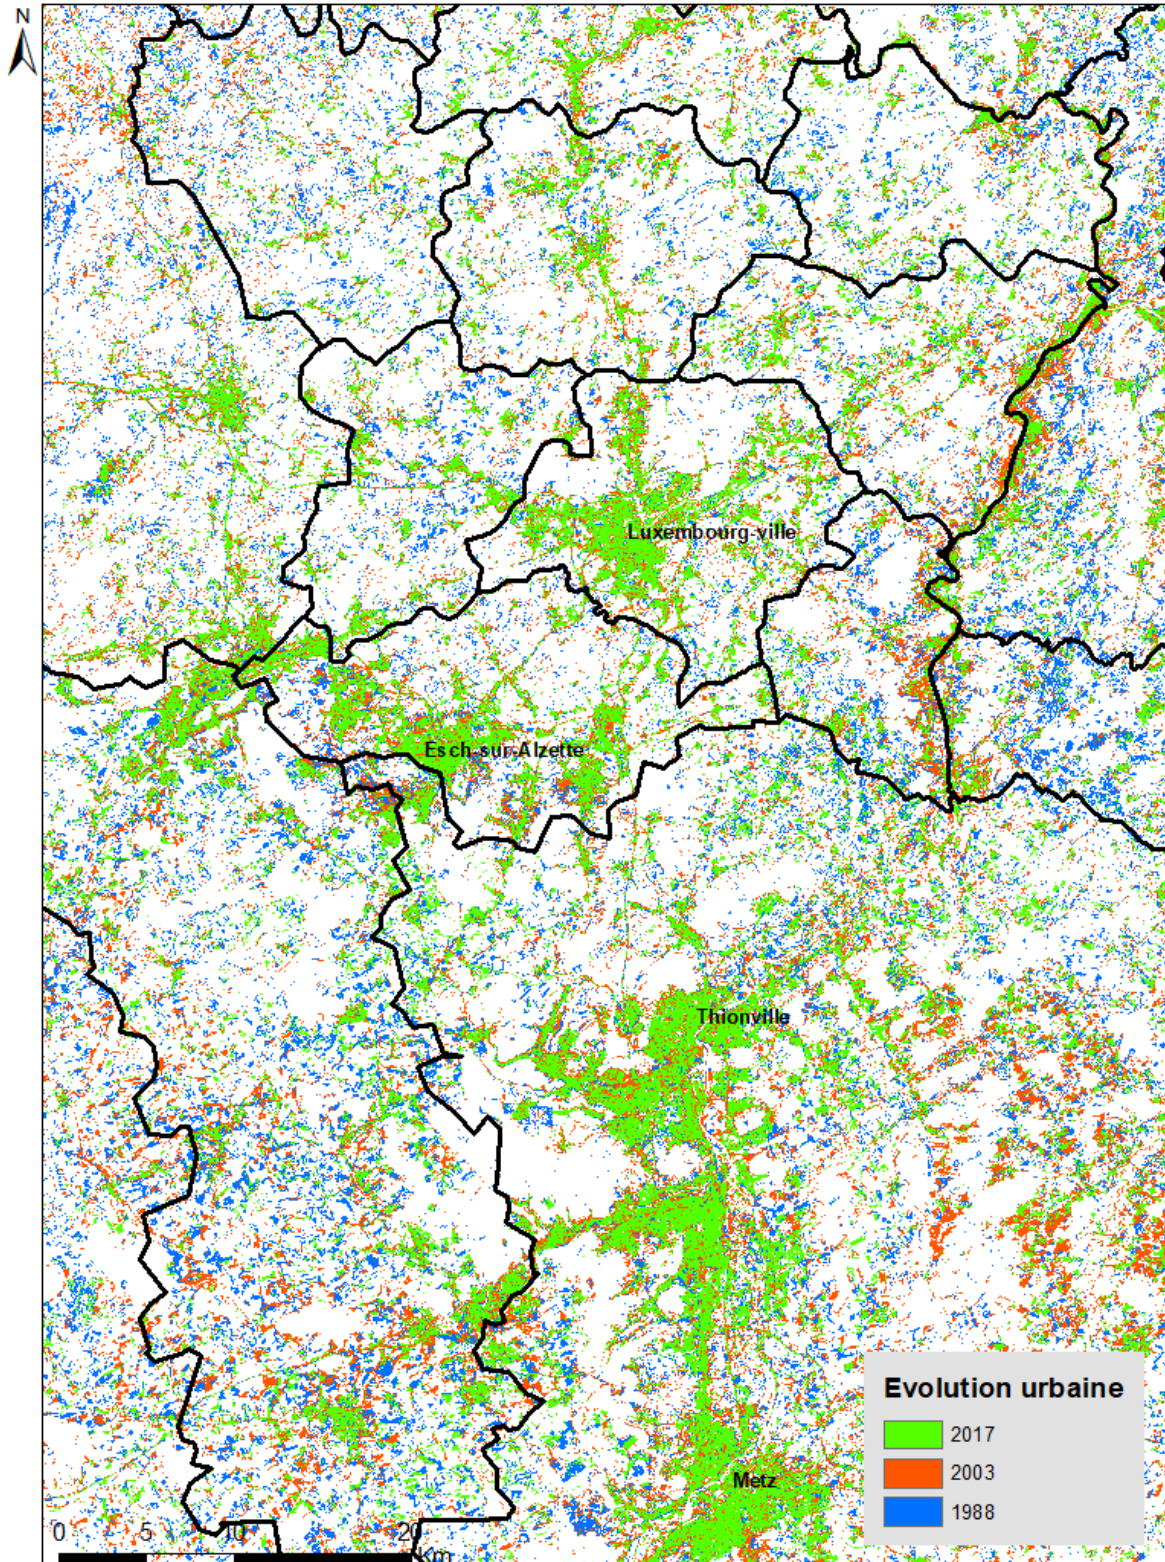 N
Luxembourg-ville
Esch-sur-Alzette
Thionville
Metz
Evolution urbaine
2017
2003
1988
0 5 10 20
Km